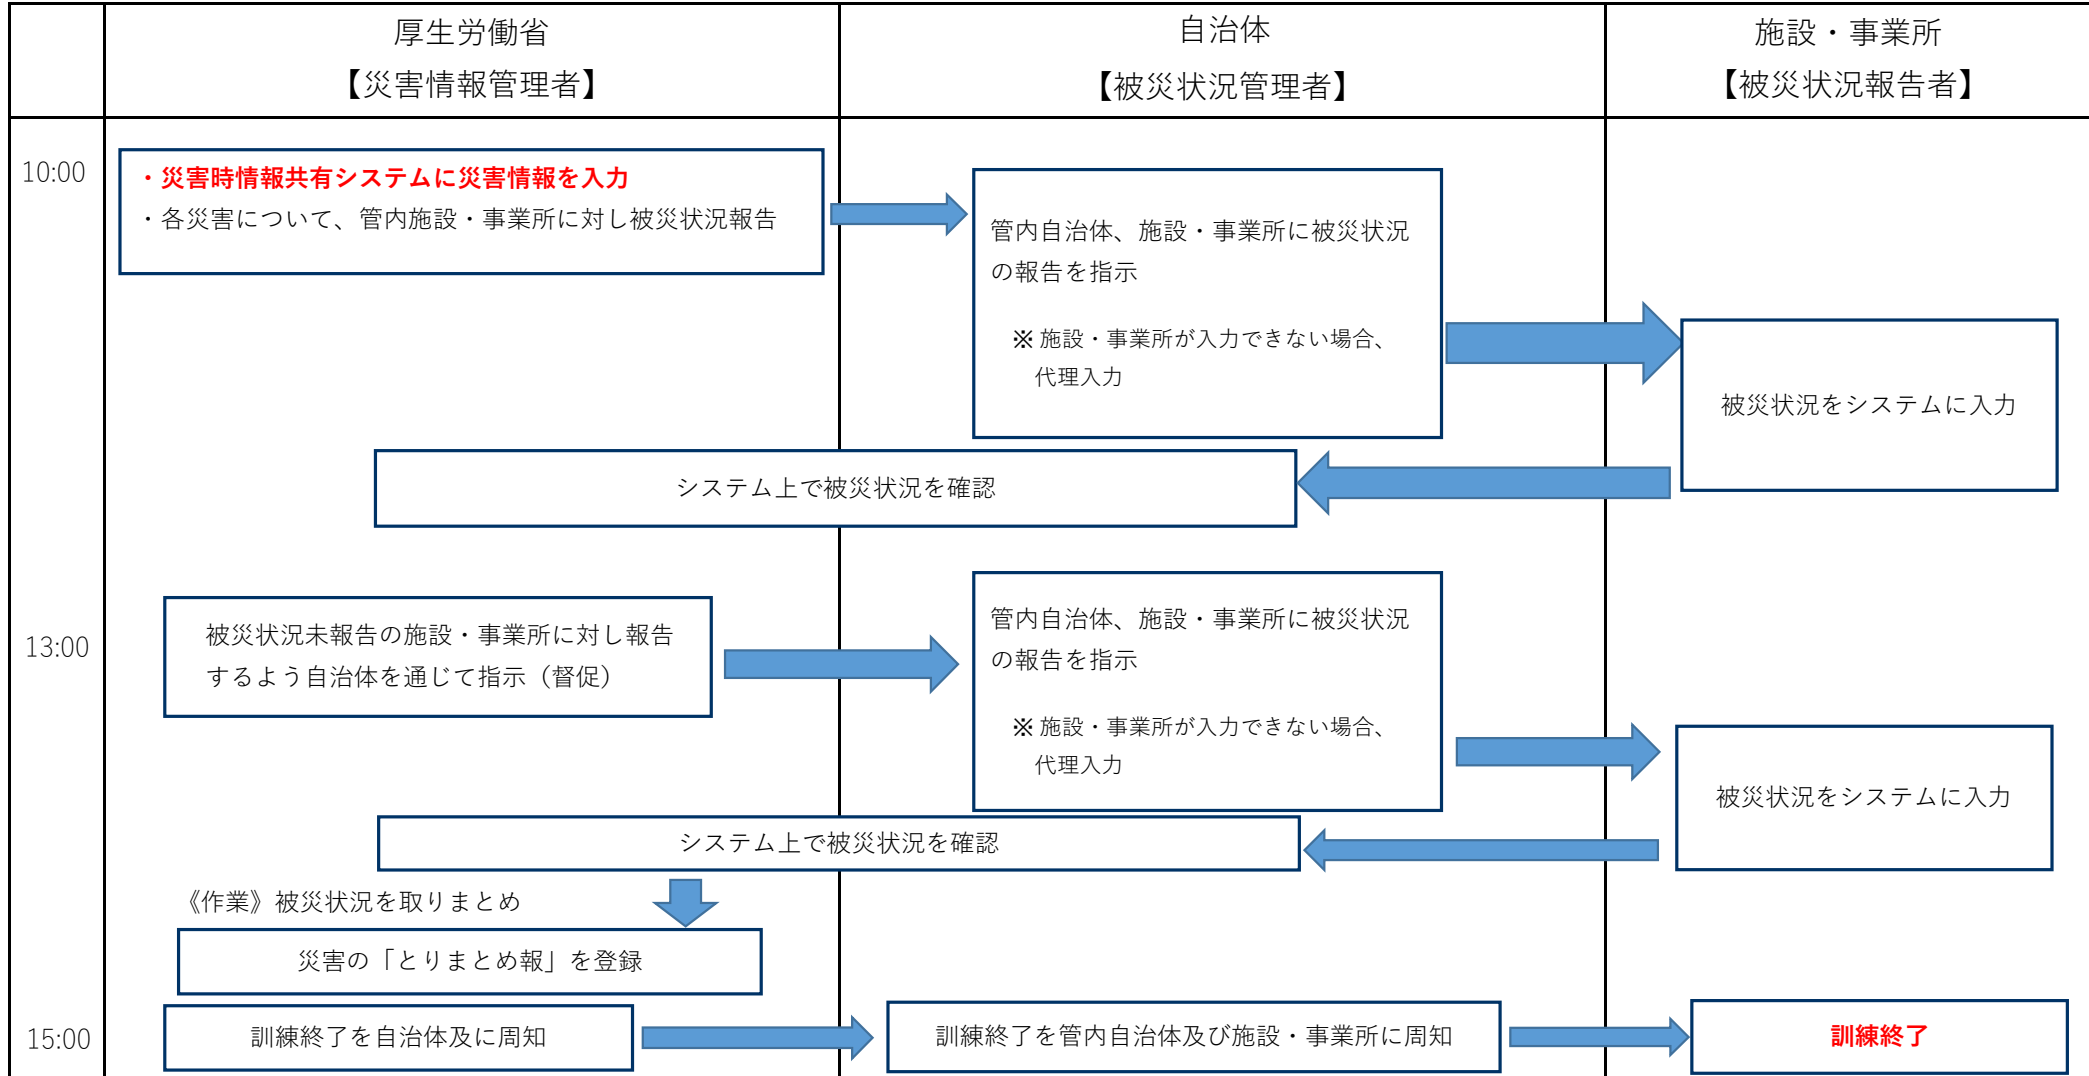 厚生労働省
【災害情報管理者】
自治体
【被災状況管理者】
施設・事業所
【被災状況報告者】
10:00
・災害時情報共有システムに災害情報を入力
・各災害について、管内施設・事業所に対し被災状況報告
管内自治体、施設・事業所に被災状況
の報告を指示
※ 施設・事業所が入力できない場合、
代理入力
被災状況をシステムに入力
システム上で被災状況を確認
13:00
被災状況未報告の施設・事業所に対し報告
するよう自治体を通じて指示（督促）
管内自治体、施設・事業所に被災状況
の報告を指示
※ 施設・事業所が入力できない場合、
代理入力
被災状況をシステムに入力
システム上で被災状況を確認
《作業》被災状況を取りまとめ
災害の「とりまとめ報」を登録
15:00
訓練終了を自治体及に周知
訓練終了を管内自治体及び施設・事業所に周知
訓練終了